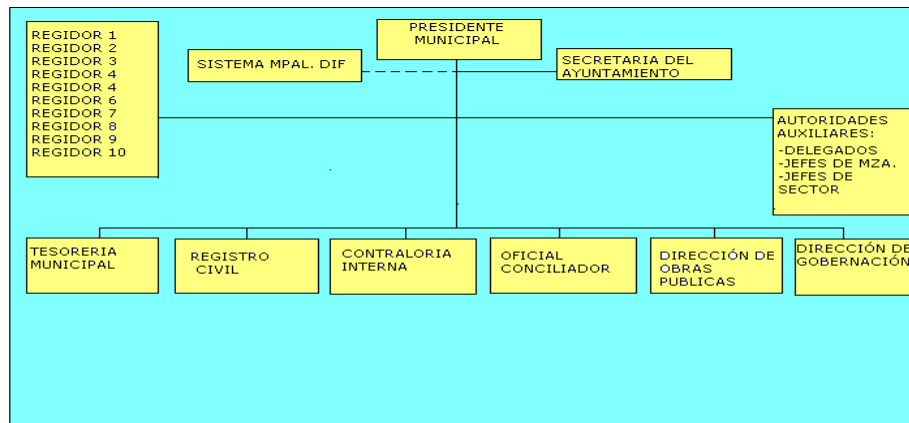 PRESIDENTE
MUNICIPAL
REGIDOR 1
REGIDOR 2
REGIDOR 3
REGIDOR 4
REGIDOR 4
REGIDOR 6
REGIDOR 7
REGIDOR 8
REGIDOR 9
REGIDOR 10
SISTEMA MPAL. DIF
SECRETARIA DEL
AYUNTAMIENTO
AUTORIDADES
AUXILIARES:
-DELEGADOS
-JEFES DE MZA.
-JEFES DE
SECTOR
TESORERIA
MUNICIPAL
REGISTRO
CIVIL
CONTRALORIA
INTERNA
OFICIAL
CONCILIADOR
DIRECCIÓN DE
OBRAS
PUBLICAS
DIRECCIÓN DE
GOBERNACIÓN